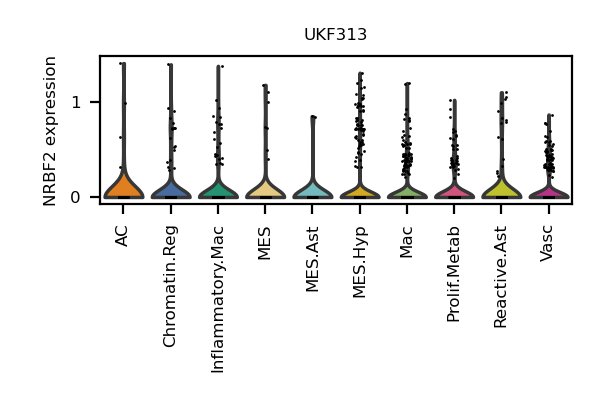 UKF313
NRBF2 expression
1
0
AC
Chromatin.Reg
Inflammatory.Mac
MES
MES.Ast
MES.Hyp
Mac
Prolif.Metab
Reactive.Ast
Vasc